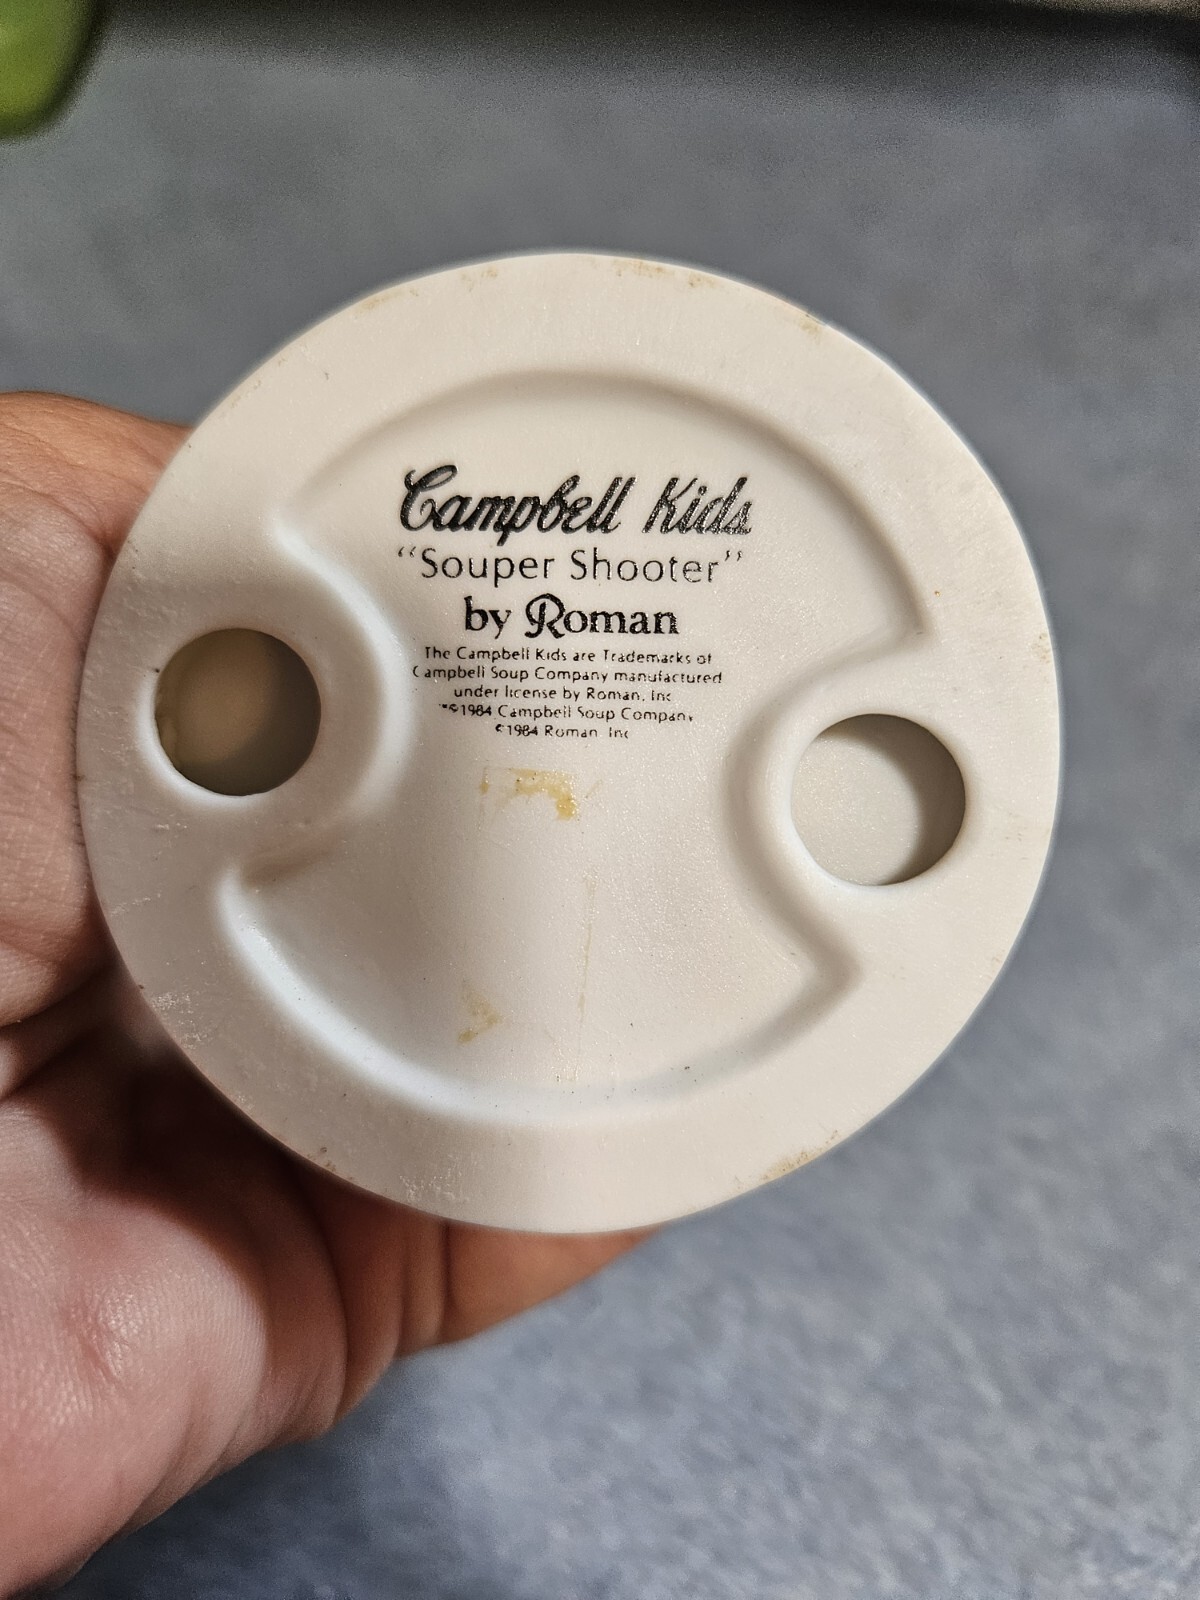 Campbell Kids
“Souper Shooter”
by Roman
The Campbell Kids are Trademarks of
Campbell Soup Company manufactured
under license by Roman, Inc
™©1984 Campbell Soup Company
©1984 Roman, Inc